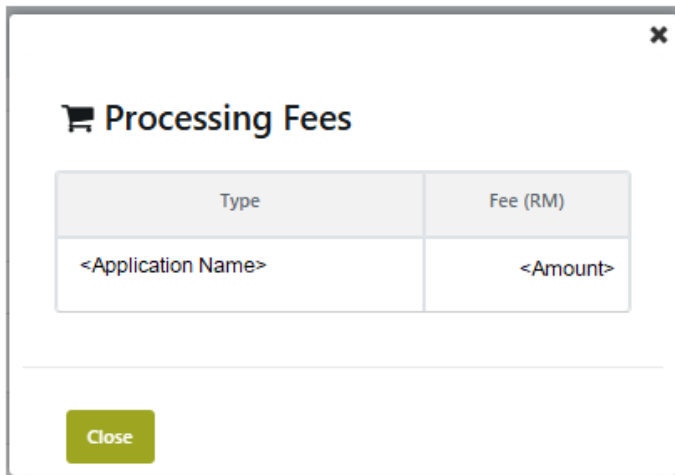 Processing Fees
Type Fee (RM)
<Application Name> <Amount>
Close